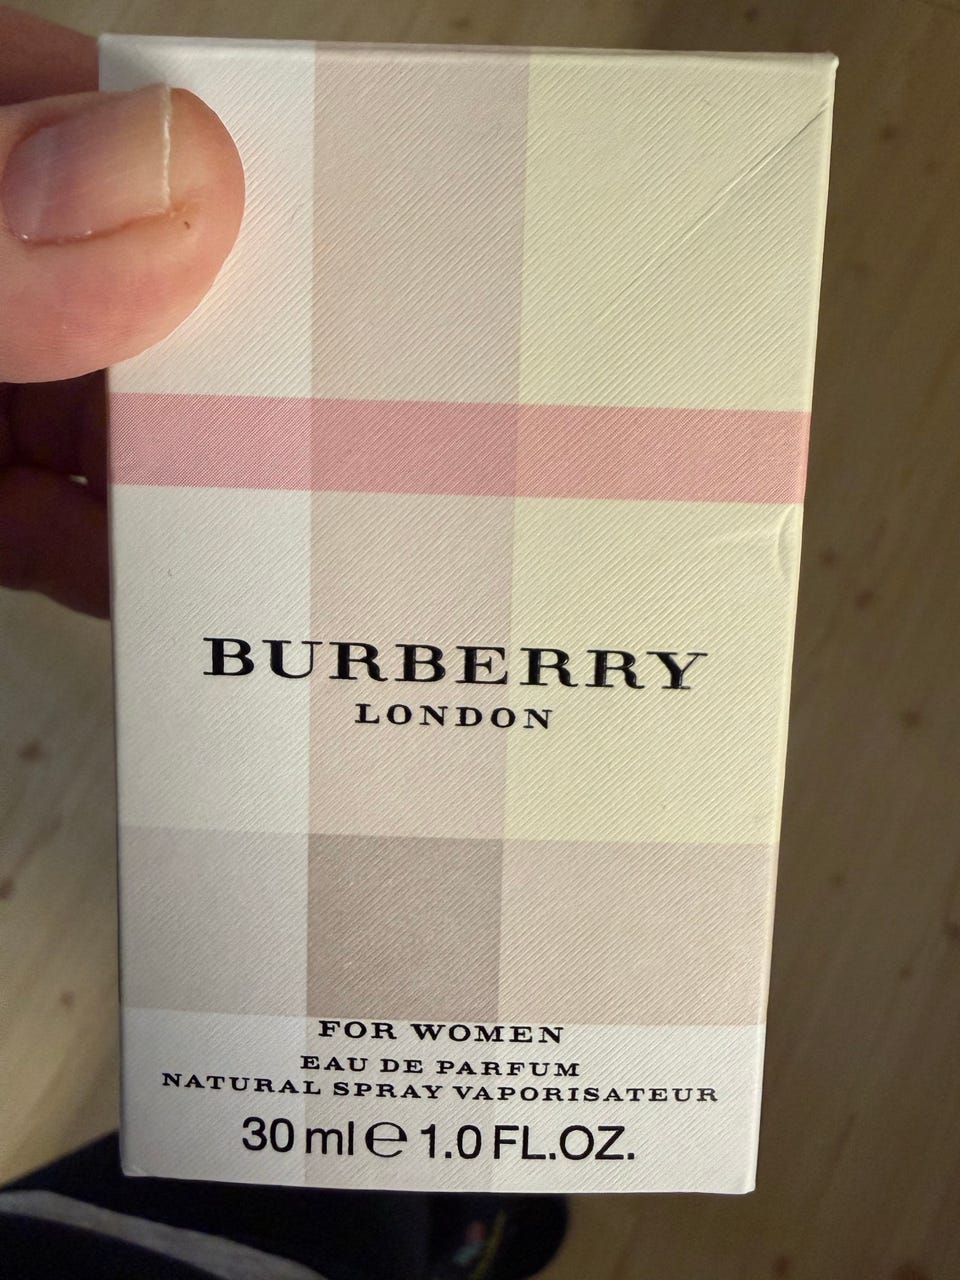 BURBERRY
LONDON
FOR WOMEN
EAU DE PARFUM
NATURAL SPRAY VAPORISATEUR
30 ml ℮ 1.0 FL.OZ.